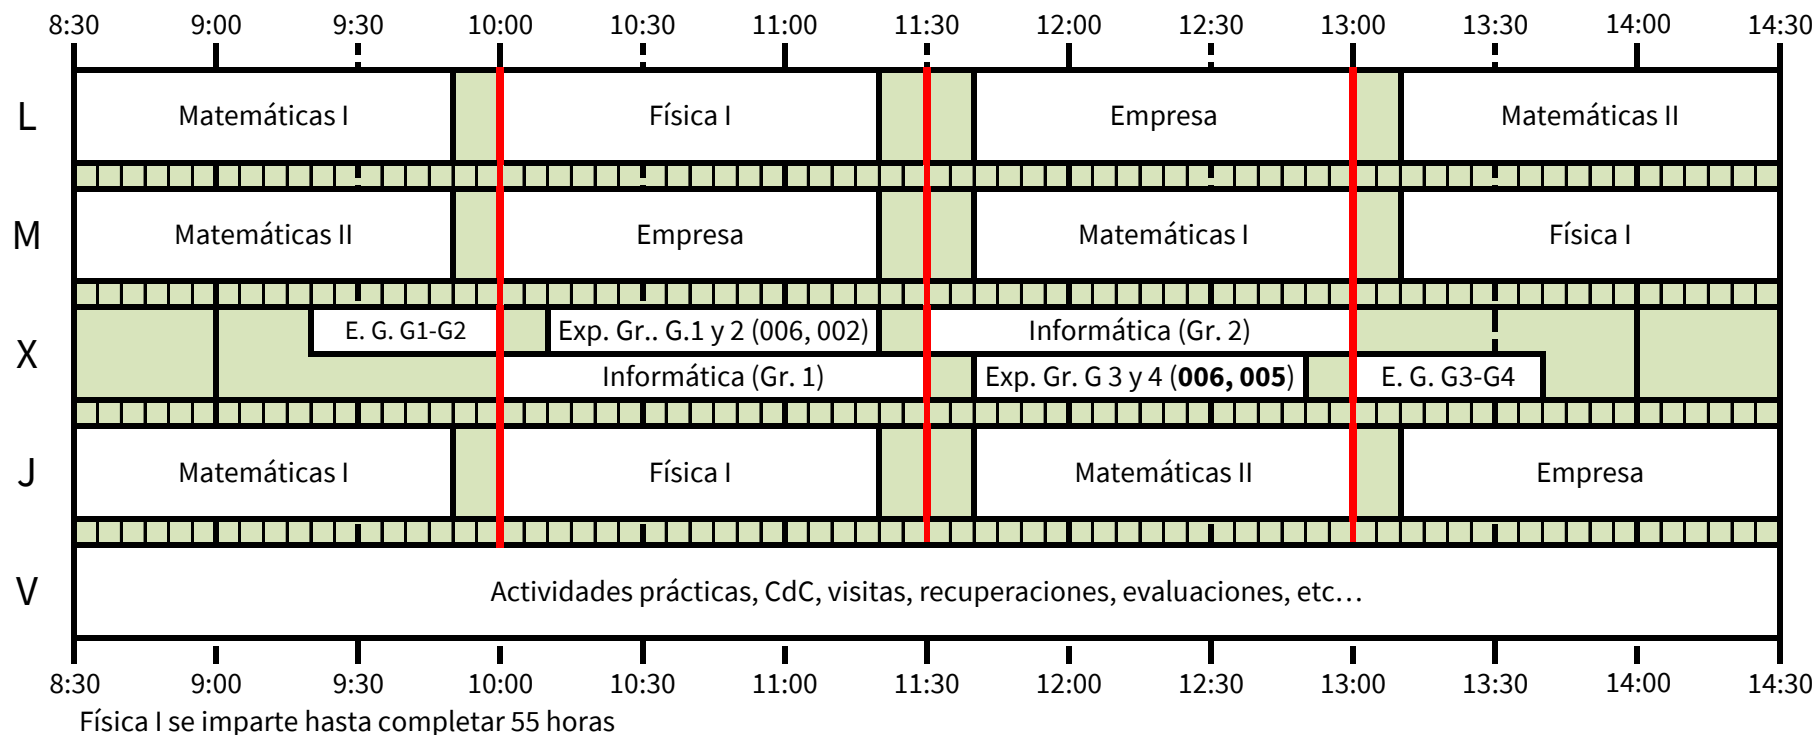 8:30 9:00 9:30 10:00 10:30 11:00 11:30 12:00 12:30 13:00 13:30 14:00 14:30
L Matemáticas I Física I Empresa Matemáticas II
M Matemáticas II Empresa Matemáticas I Física I
X
E. G. G1-G2 Exp. Gr.. G.1 y 2 (006, 002) Informática (Gr. 2)
Informática (Gr. 1) Exp. Gr. G 3 y 4 (006, 005) E. G. G3-G4
J Matemáticas I Física I Matemáticas II Empresa
V Actividades prácticas, CdC, visitas, recuperaciones, evaluaciones, etc…
8:30 9:00 9:30 10:00 10:30 11:00 11:30 12:00 12:30 13:00 13:30 14:00 14:30
Física I se imparte hasta completar 55 horas